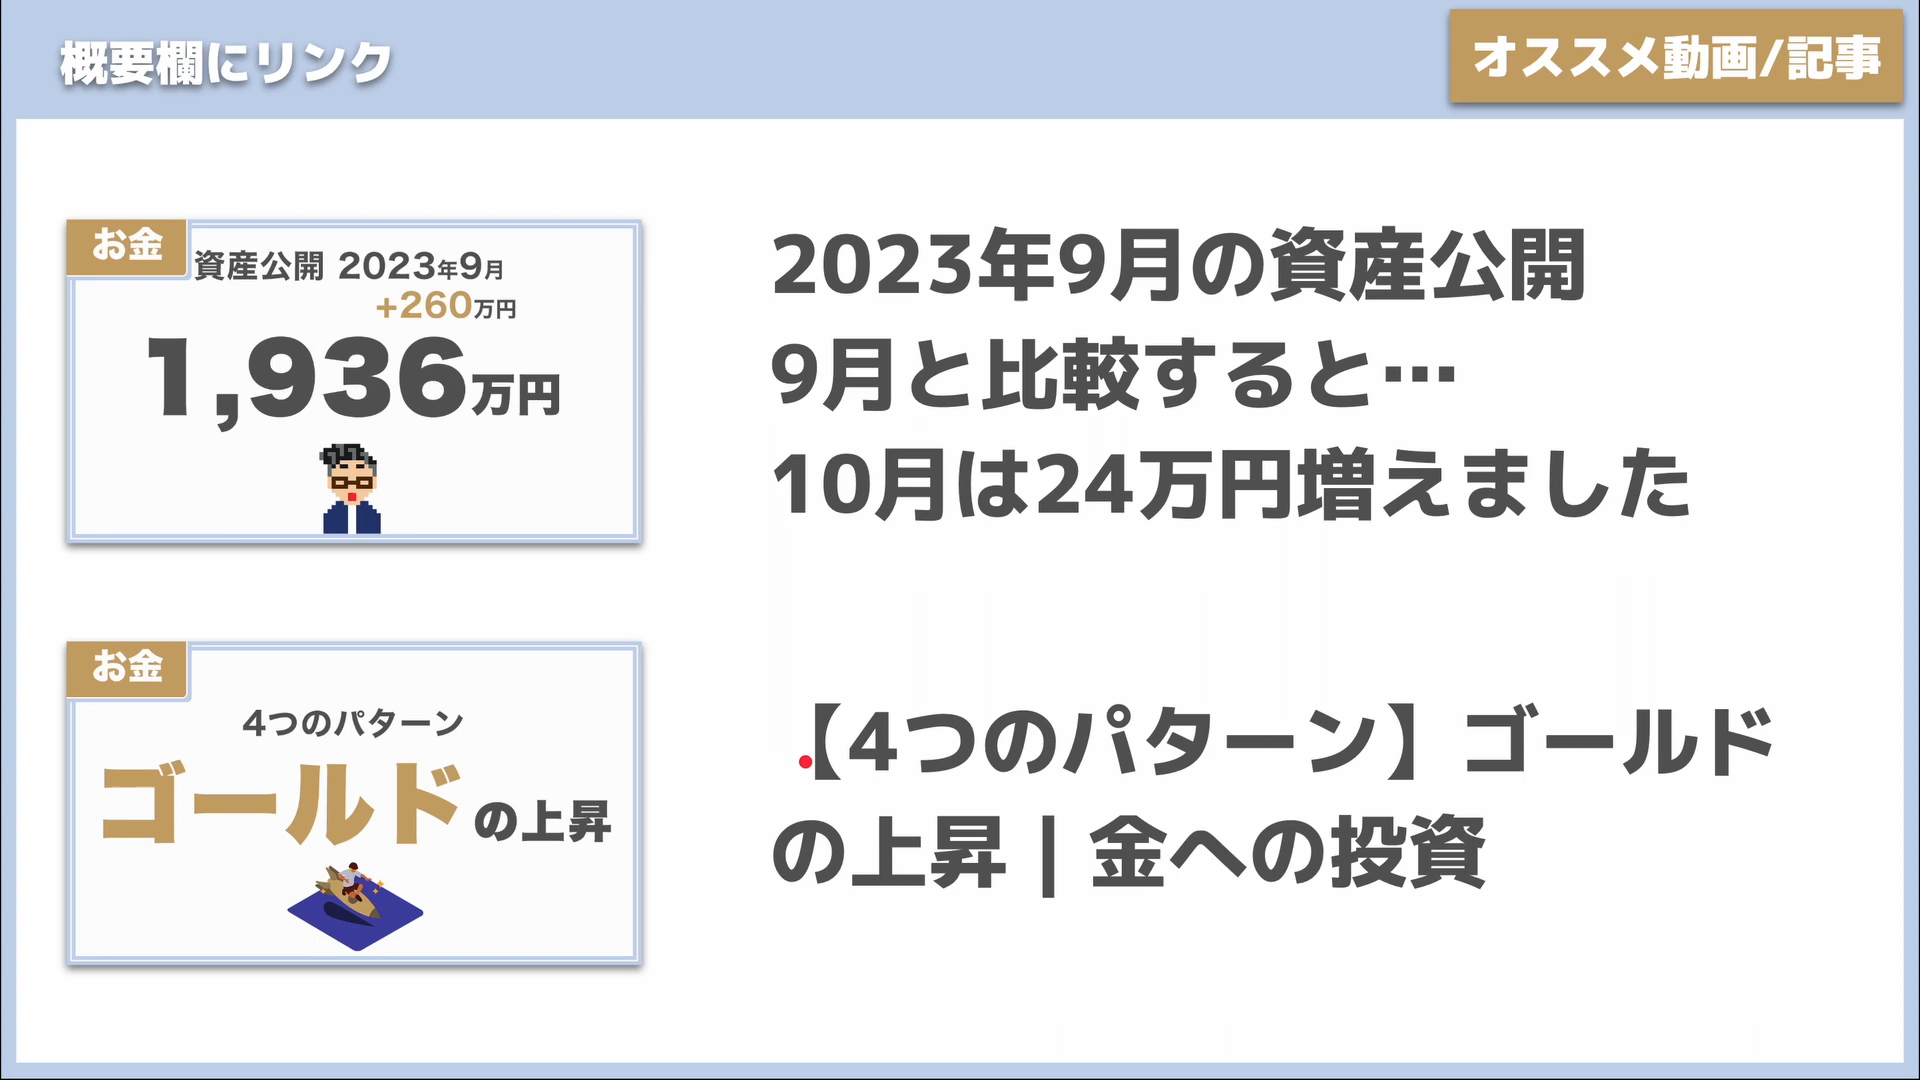 概要欄にリンク
オススメ動画/記事
お金
資産公開 2023年9月
+260万円
1,936万円
2023年9月の資産公開
9月と比較すると…
10月は24万円増えました
お金
4つのパターン
ゴールドの上昇
【4つのパターン】ゴールド
の上昇 | 金への投資